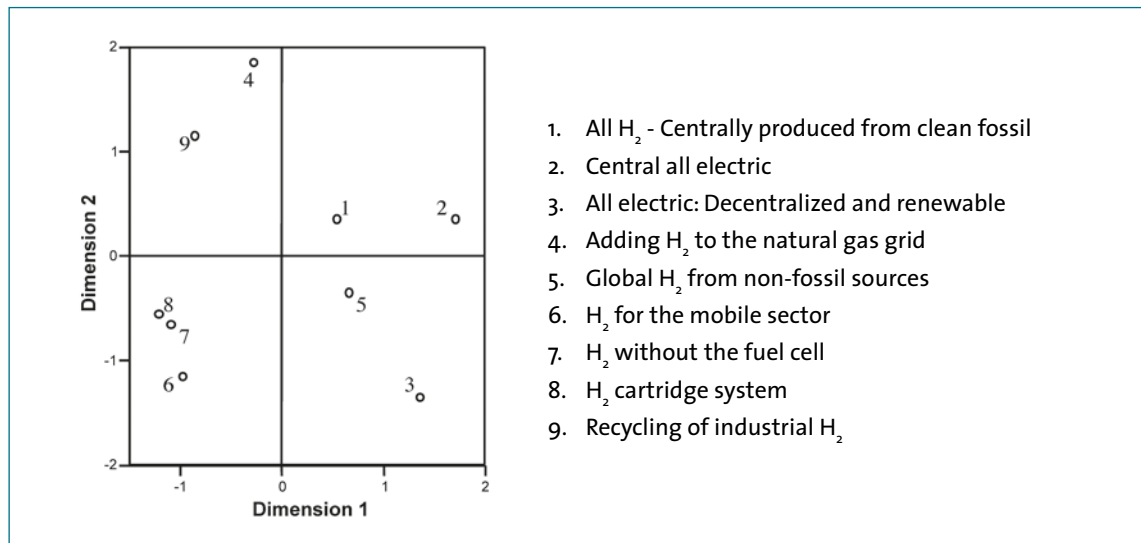 2
4
9
1
1
2
Dimension 2
0
5
8
7
-1
6
3
-2
-1
0
1
2
Dimension 1
1. All H₂ - Centrally produced from clean fossil
2. Central all electric
3. All electric: Decentralized and renewable
4. Adding H₂ to the natural gas grid
5. Global H₂ from non-fossil sources
6. H₂ for the mobile sector
7. H₂ without the fuel cell
8. H₂ cartridge system
9. Recycling of industrial H₂